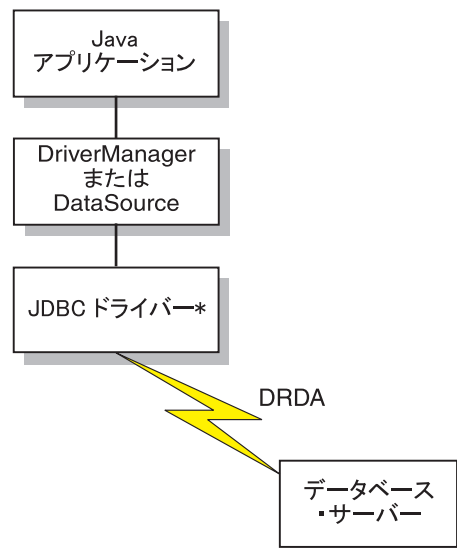 Java
アプリケーション
DriverManager
または
DataSource
JDBC ドライバー*
DRDA
データベース
・サーバー